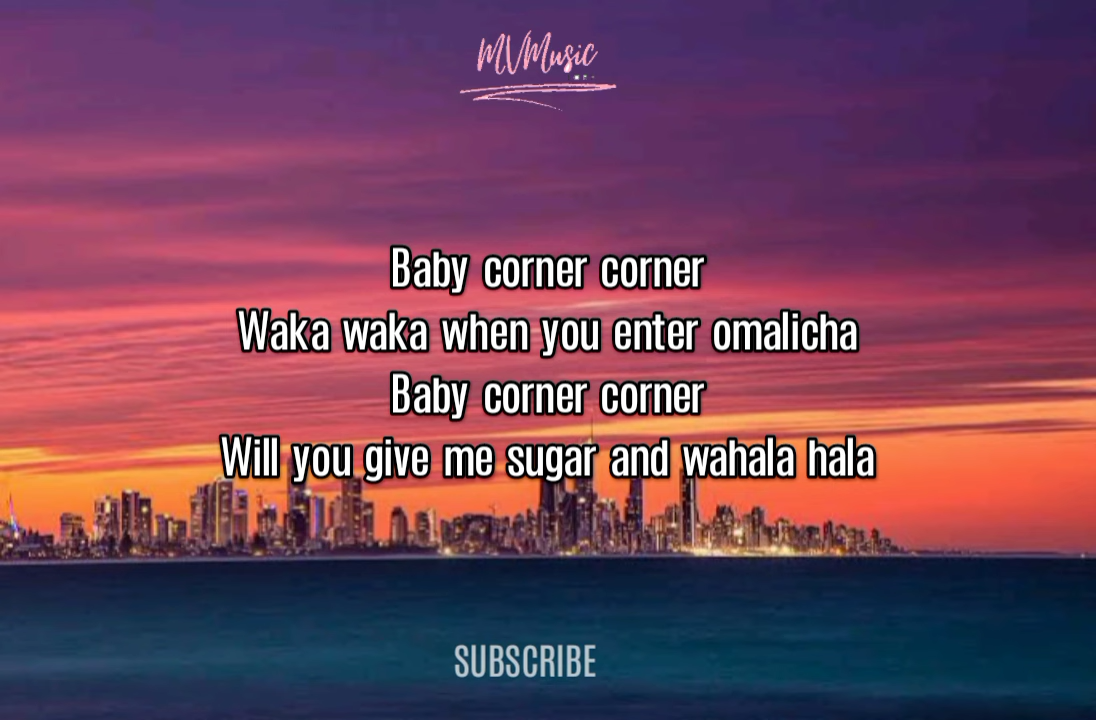 MVMusic
Baby corner corner
Waka waka when you enter omalicha
Baby corner corner
Will you give me sugar and wahala hala
SUBSCRIBE